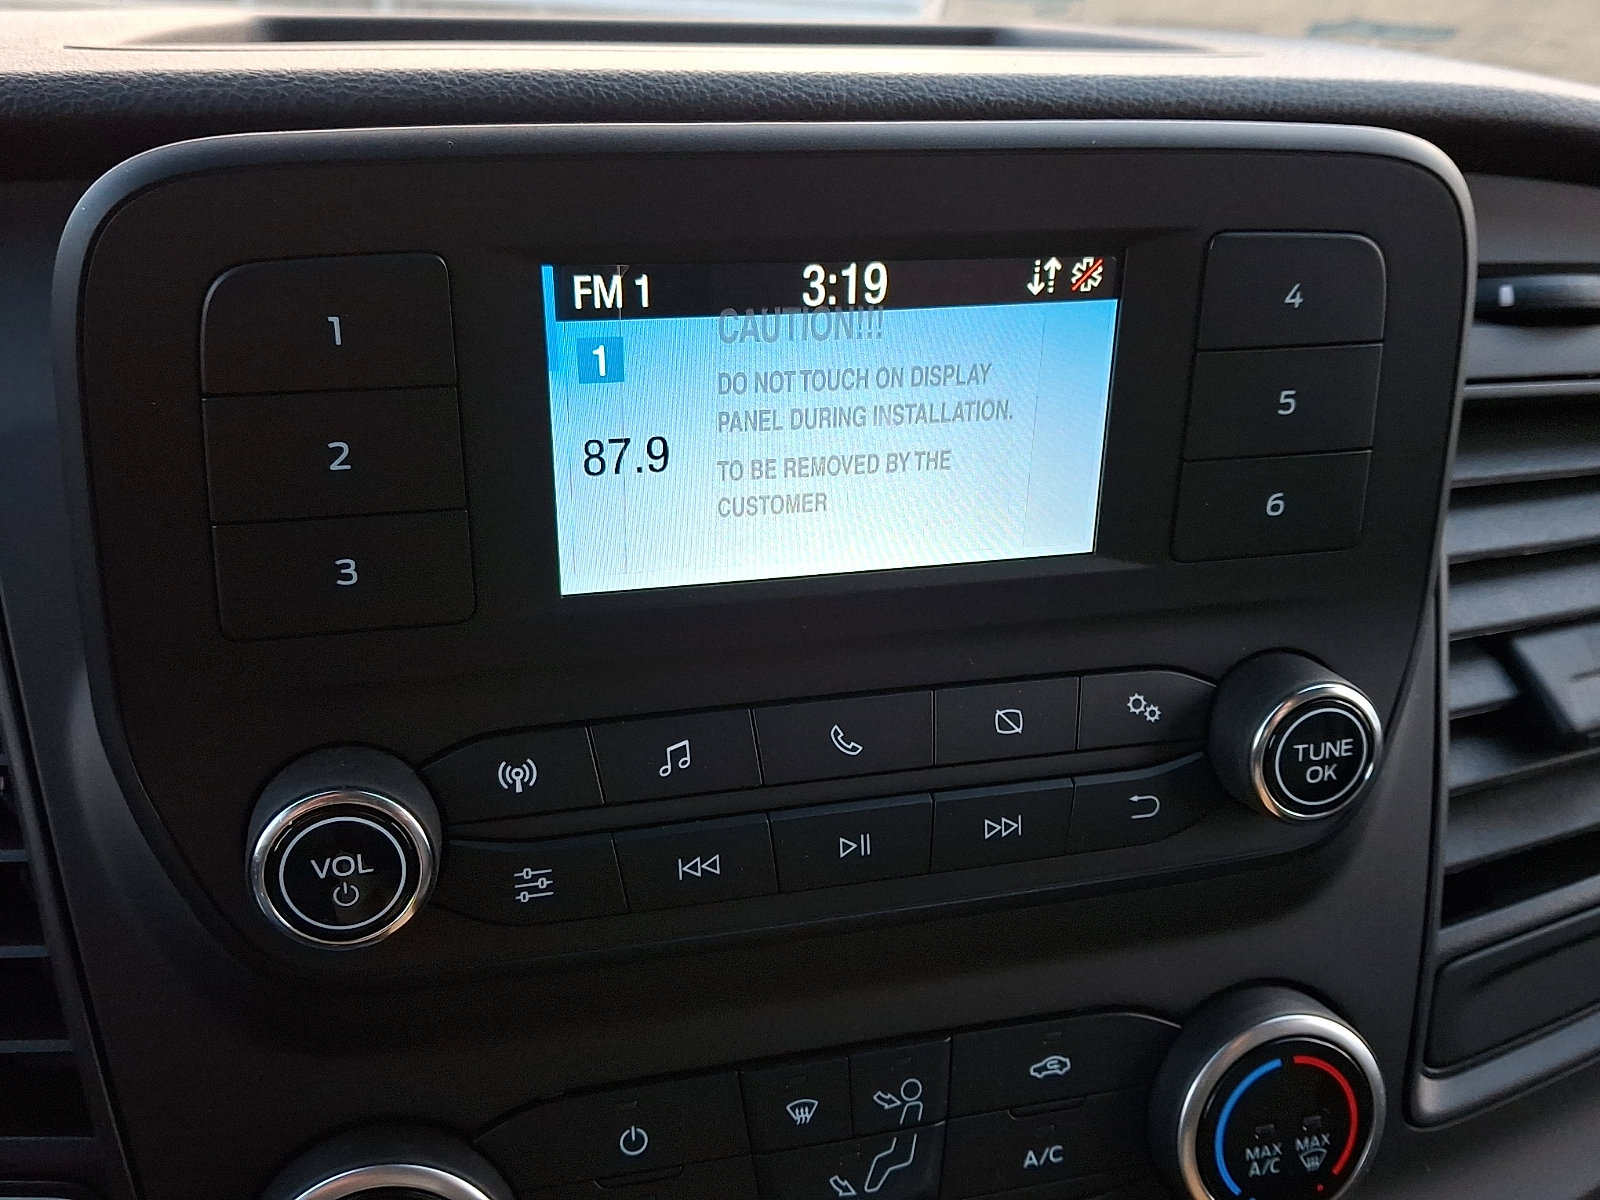 FM 1
3:19
CAUTION!!!
1
DO NOT TOUCH ON DISPLAY
PANEL DURING INSTALLATION.
87.9
TO BE REMOVED BY THE
CUSTOMER
1
2
3
4
5
6
VOL
TUNE
OK
A/C
MAX
A/C
MAX